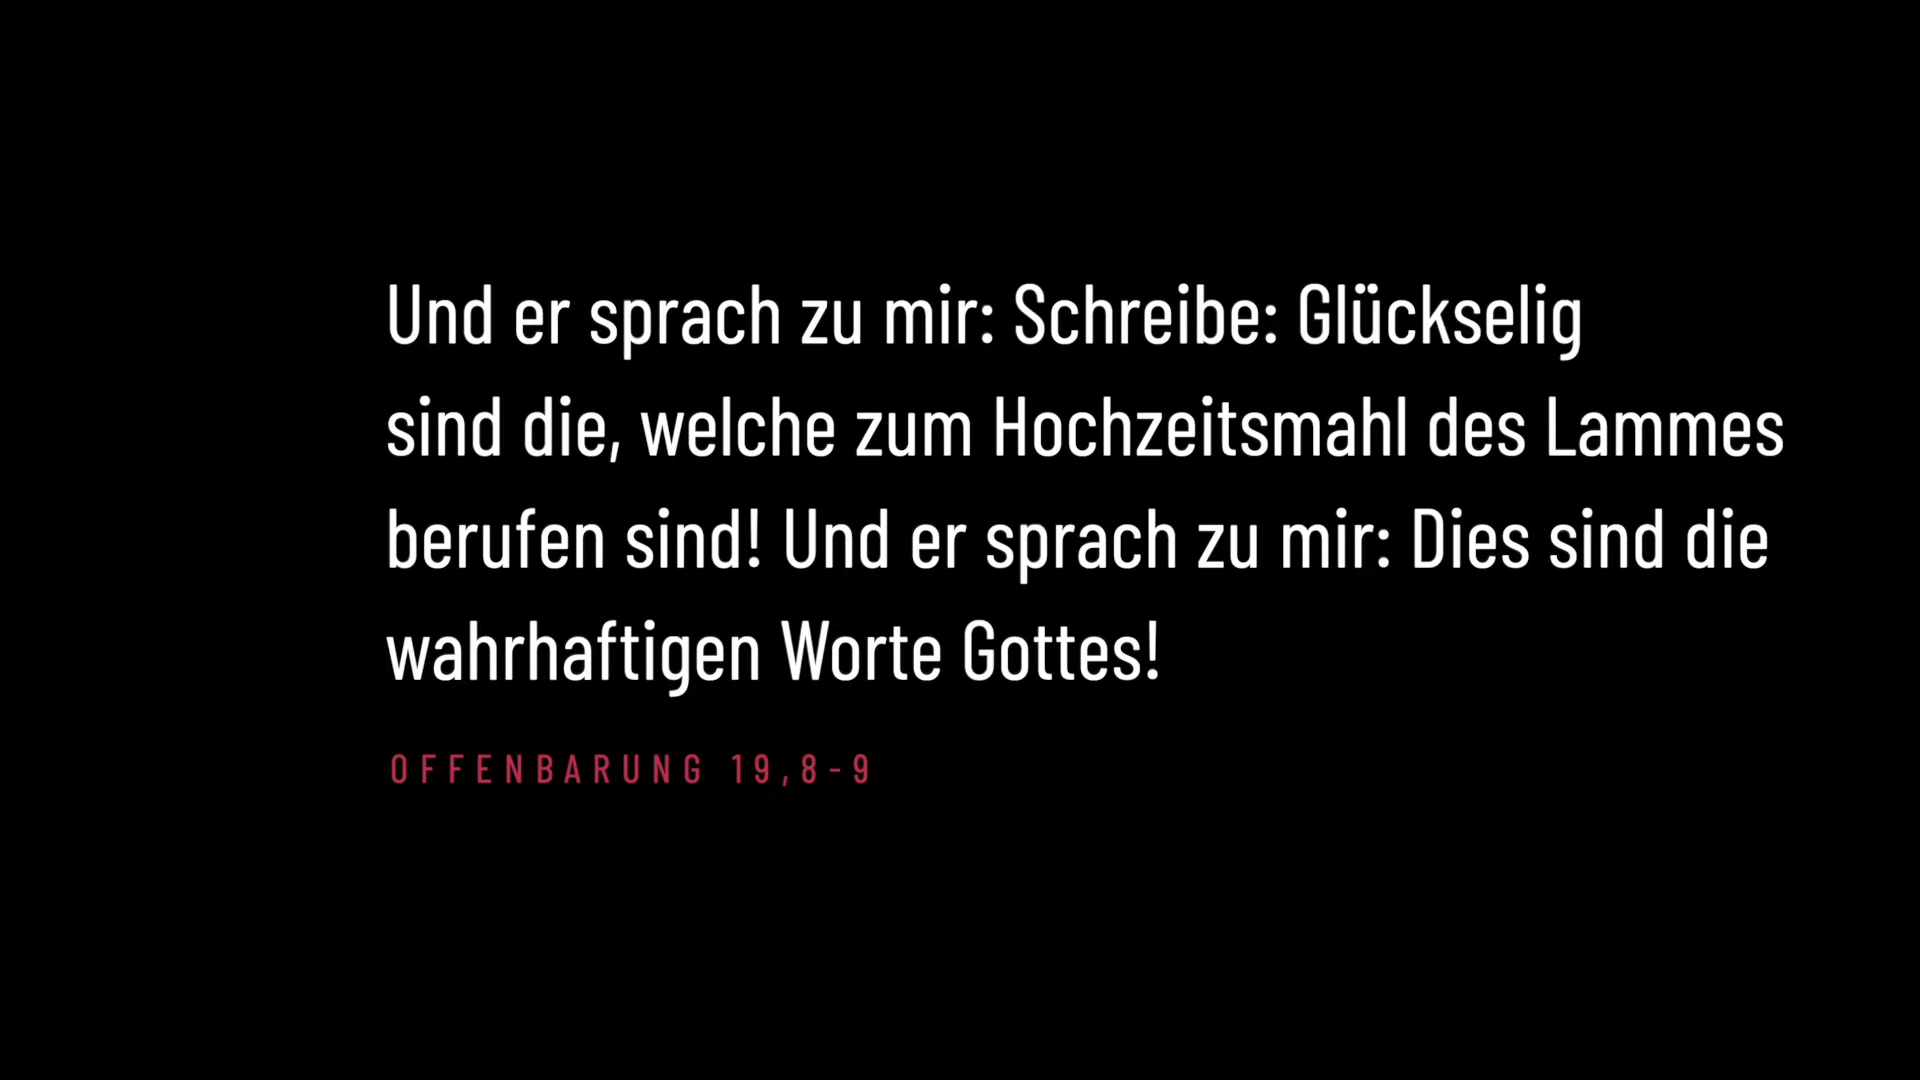 Und er sprach zu mir: Schreibe: Glückselig
sind die, welche zum Hochzeitsmahl des Lammes
berufen sind! Und er sprach zu mir: Dies sind die
wahrhaftigen Worte Gottes!
OFFENBARUNG 19,8-9